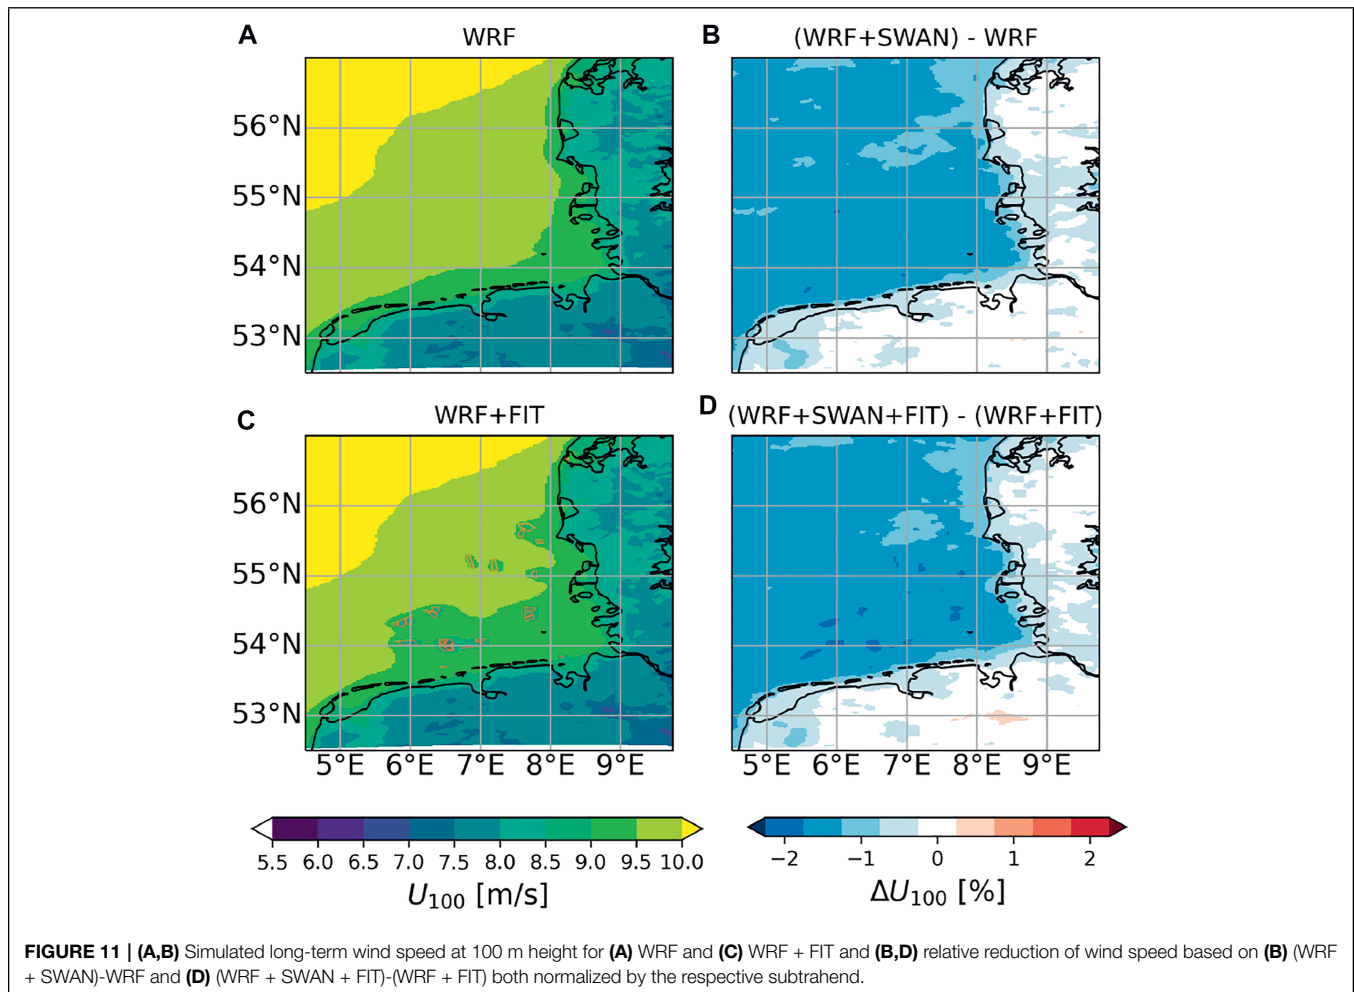 A
WRF
B
(WRF+SWAN) - WRF
56°N
55°N
54°N
53°N
C
WRF+FIT
D
(WRF+SWAN+FIT) - (WRF+FIT)
56°N
55°N
54°N
53°N
5°E 6°E 7°E 8°E 9°E
5°E 6°E 7°E 8°E 9°E
5.5 6.0 6.5 7.0 7.5 8.0 8.5 9.0 9.5 10.0
U100 [m/s]
−2 −1 0 1 2
ΔU100 [%]
FIGURE 11 | (A,B) Simulated long-term wind speed at 100 m height for (A) WRF and (C) WRF + FIT and (B,D) relative reduction of wind speed based on (B) (WRF
+ SWAN)-WRF and (D) (WRF + SWAN + FIT)-(WRF + FIT) both normalized by the respective subtrahend.